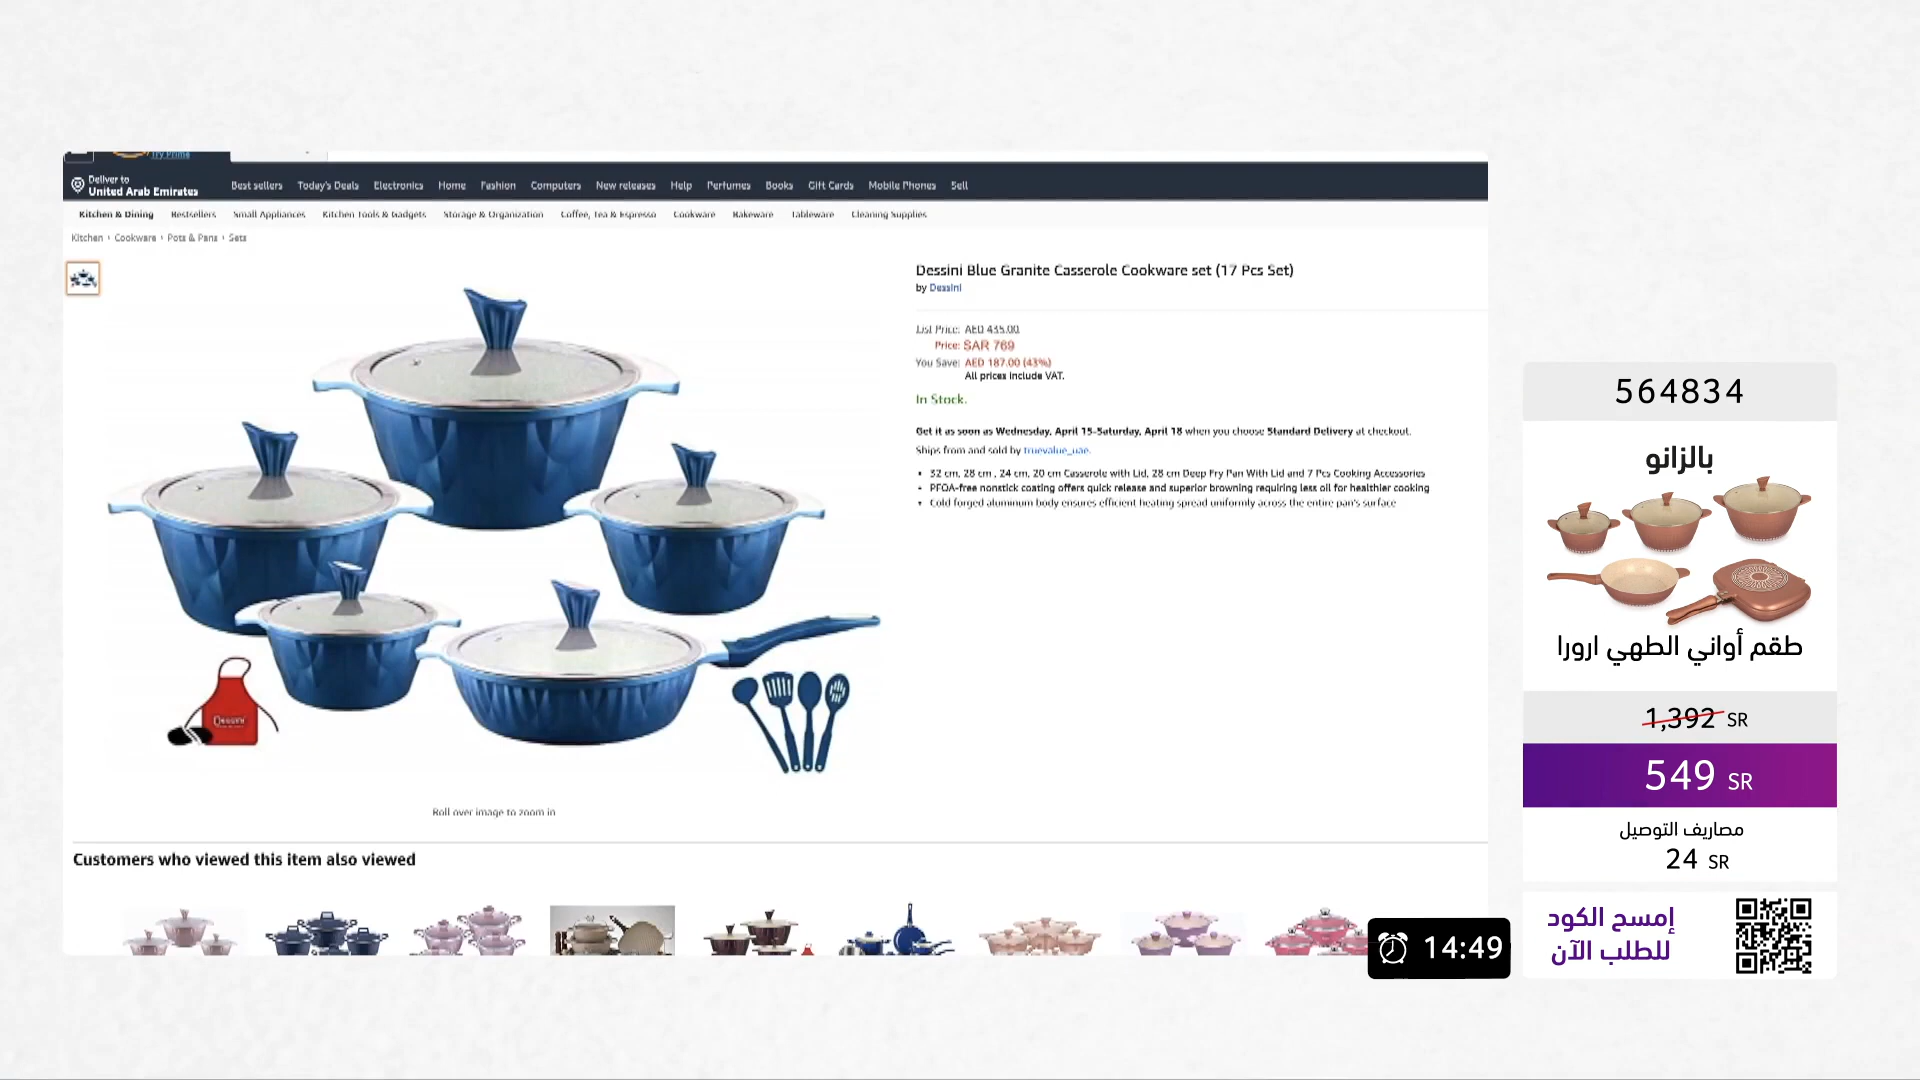 Try Prime
Deliver to
United Arab Emirates
Best sellers Today's Deals Electronics Home Fashion Computers New releases Help Perfumes Books Gift Cards Mobile Phones Sell
Kitchen & Dining Bestsellers Small Appliances Kitchen Tools & Gadgets Storage & Organization Coffee, Tea & Espresso Cookware Bakeware Tableware Cleaning Supplies
Kitchen › Cookware › Pots & Pans › Sets
Dessini Blue Granite Casserole Cookware set (17 Pcs Set)
by Dessini
List Price: AED 435.00
Price: SAR 769
You Save: AED 187.00 (43%)
All prices include VAT.
In Stock.
Get it as soon as Wednesday, April 15-Saturday, April 18 when you choose Standard Delivery at checkout.
Ships from and sold by truevalue_uae.
• 32 cm, 28 cm , 24 cm, 20 cm Casserole with Lid, 28 cm Deep Fry Pan With Lid and 7 Pcs Cooking Accessories
• PFOA-free nonstick coating offers quick release and superior browning requiring less oil for healthier cooking
• Cold forged aluminum body ensures efficient heating spread uniformly across the entire pan's surface
Roll over image to zoom in
Customers who viewed this item also viewed
14:49
564834
بالزانو
طقم أواني الطهي ارورا
1,392 SR
549 SR
مصاريف التوصيل
24 SR
إمسح الكود
للطلب الآن